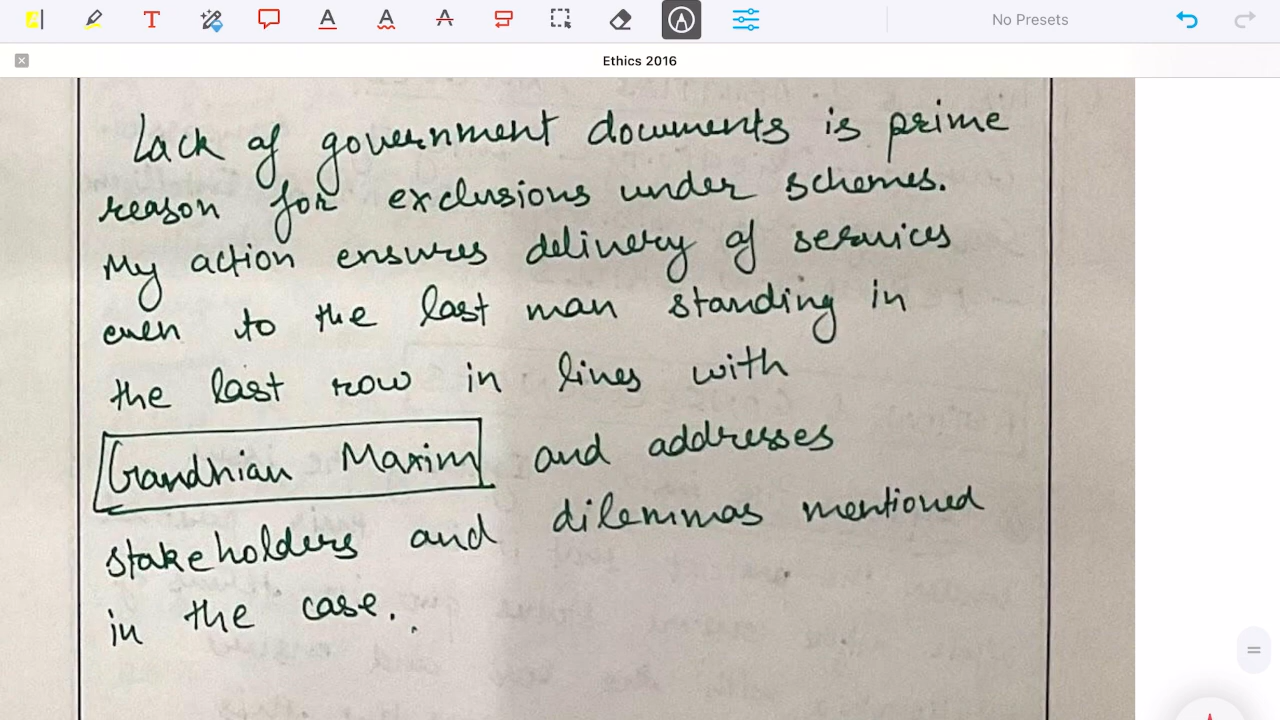 No Presets
Ethics 2016
Lack of government documents is prime
reason for exclusions under schemes.
My action ensures delivery of services
even to the last man standing in
the last row in lines with
Gandhian Maxim and addresses
stakeholders and dilemmas mentioned
in the case.